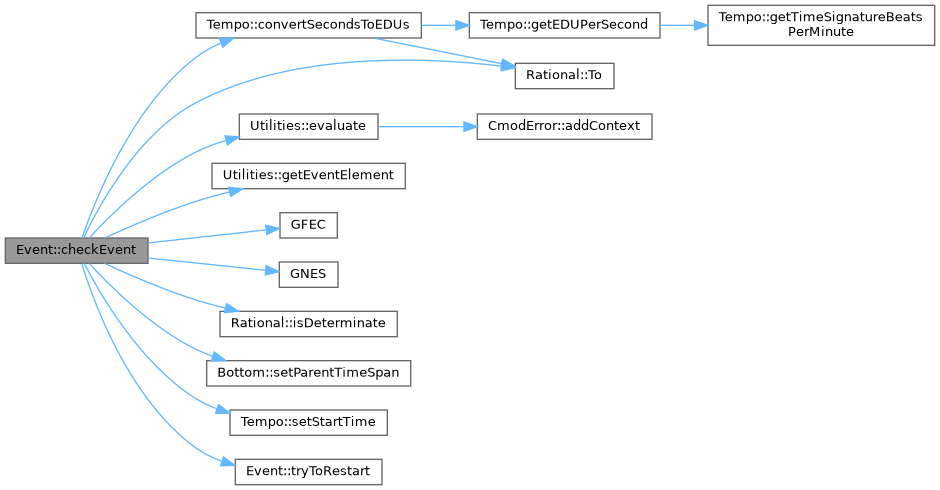 Tempo::convertSecondsToEDUs
Tempo::getEDUPerSecond
Tempo::getTimeSignatureBeats
PerMinute
Rational::To
Utilities::evaluate
CmodError::addContext
Utilities::getEventElement
GFEC
Event::checkEvent
GNES
Rational::isDeterminate
Bottom::setParentTimeSpan
Tempo::setStartTime
Event::tryToRestart